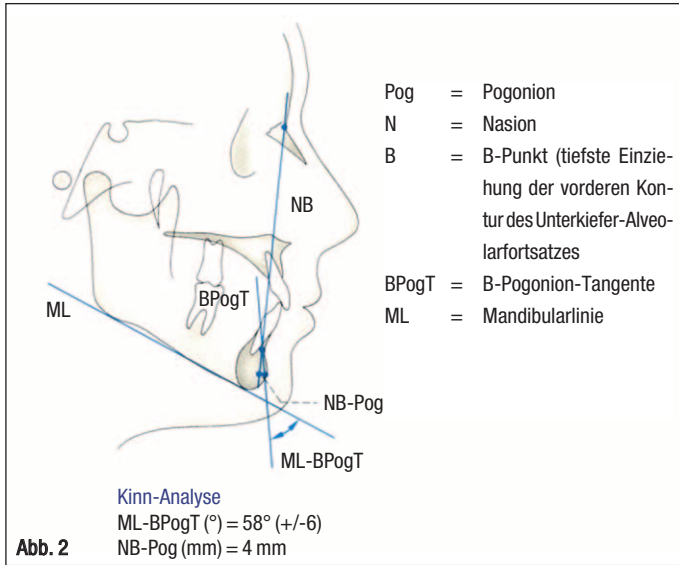 Pog = Pogonion
N = Nasion
B = B-Punkt (tiefste Einzie-
hung der vorderen Kon-
tur des Unterkiefer-Alveo-
larfortsatzes
BPogT = B-Pogonion-Tangente
ML = Mandibularlinie
NB
BPogT
ML
NB-Pog
ML-BPogT
Kinn-Analyse
ML-BPogT (°) = 58° (+/-6)
NB-Pog (mm) = 4 mm
Abb. 2